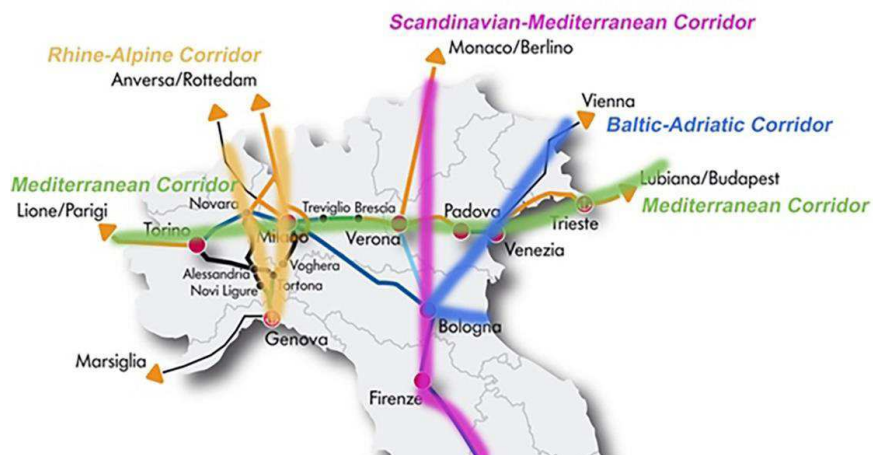 Scandinavian-Mediterranean Corridor
Monaco/Berlino
Rhine-Alpine Corridor
Anversa/Rottedam
Vienna
Baltic-Adriatic Corridor
Mediterranean Corridor
Lubiana/Budapest
Novara
Treviglio Brescia
Lione/Parigi
Padova
Mediterranean Corridor
Torino
Milano
Verona
Trieste
Venezia
Voghera
Alessandria
Tortona
Novi Ligure
Bologna
Genova
Marsiglia
Firenze